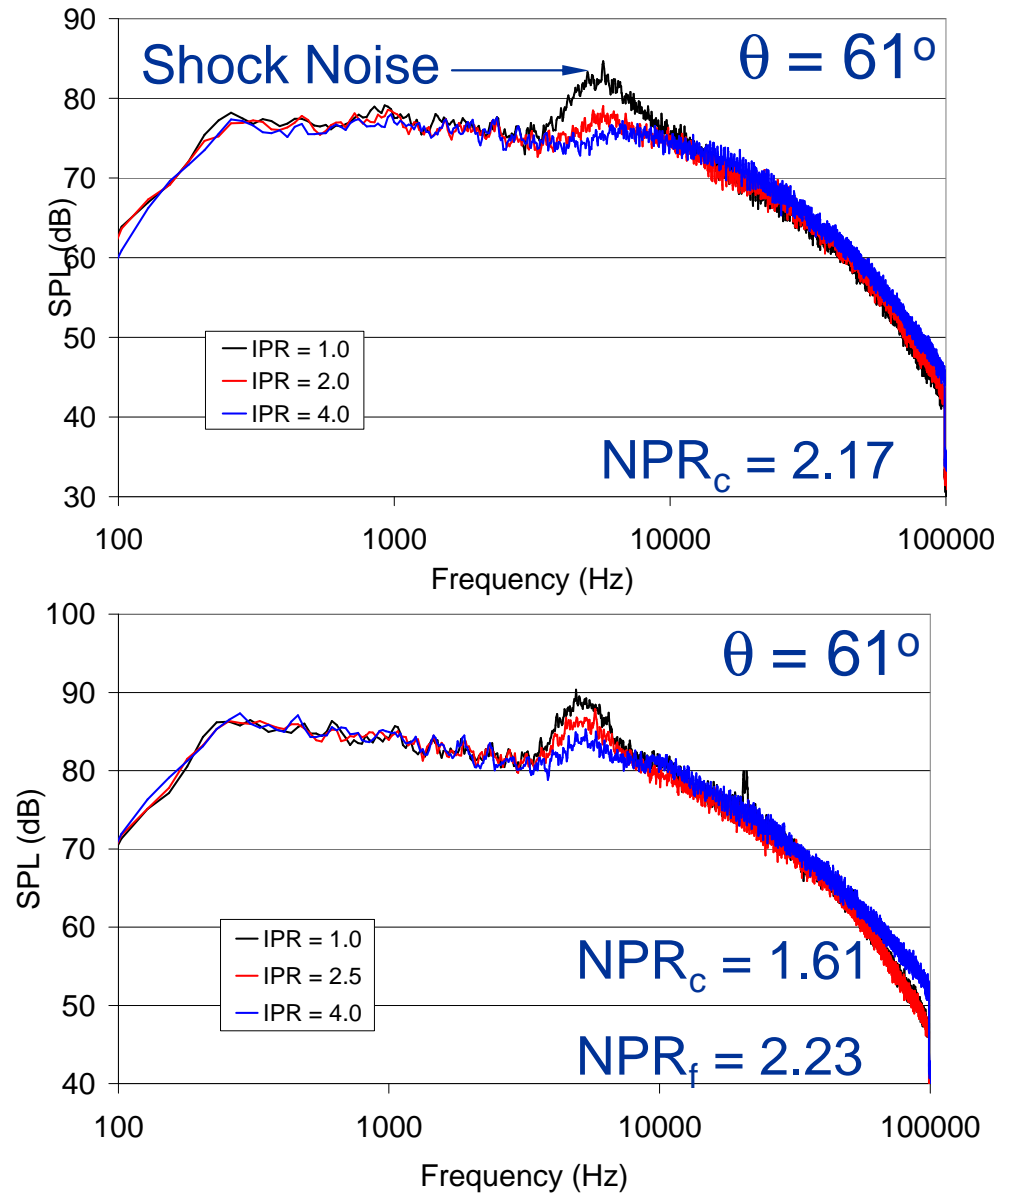 90
80
70
60
50
40
30
SPL (dB)
Shock Noise
θ = 61o
IPR = 1.0
IPR = 2.0
IPR = 4.0
NPRc = 2.17
100 1000 10000 100000
Frequency (Hz)
100
90
80
70
60
50
40
SPL (dB)
θ = 61o
IPR = 1.0
IPR = 2.5
IPR = 4.0
NPRc = 1.61
NPRf = 2.23
100 1000 10000 100000
Frequency (Hz)